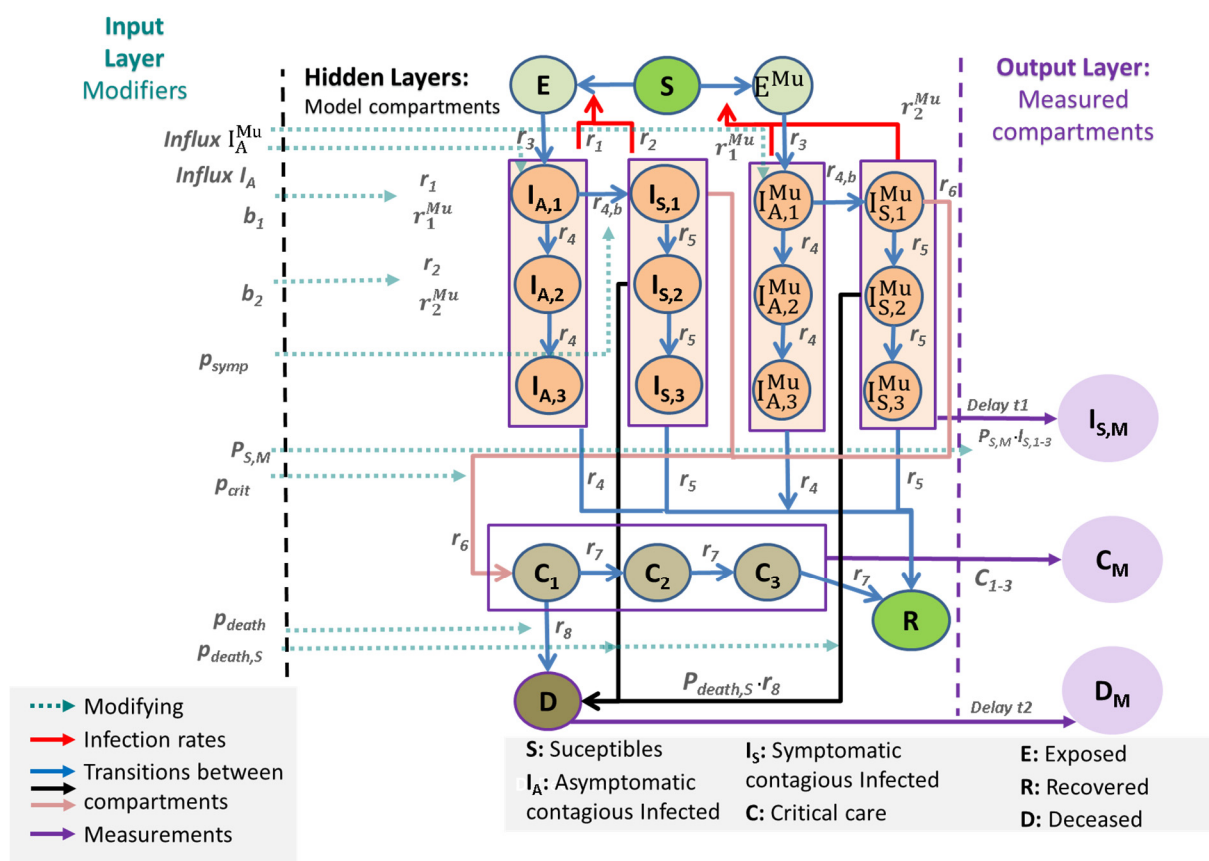 Input
Layer
Modifiers
Hidden Layers:
Model compartments
E
S
E^Mu
Output Layer:
Measured
compartments
Influx I_A^Mu
Influx I_A
b_1
b_2
p_symp
P_S,M
p_crit
p_death
p_death,S
r_1
r_1^Mu
r_2
r_2^Mu
r_3
r_1
r_2
r_1^Mu
r_3
r_2^Mu
I_A,1
r_4,b
I_S,1
I_A,1^Mu
r_4,b
I_S,1^Mu
r_6
r_4
r_5
r_4
r_5
I_A,2
I_S,2
I_A,2^Mu
I_S,2^Mu
r_4
r_5
r_4
r_5
I_A,3
I_S,3
I_A,3^Mu
I_S,3^Mu
Delay t1
P_S,M·I_S,1-3
I_S,M
r_4
r_5
r_4
r_5
r_6
C_1
r_7
C_2
r_7
C_3
r_7
C_1-3
C_M
R
r_8
D
P_death,S·r_8
Delay t2
D_M
Modifying
Infection rates
Transitions between
compartments
Measurements
S: Suceptibles
I_A: Asymptomatic
contagious Infected
I_S: Symptomatic
contagious Infected
C: Critical care
E: Exposed
R: Recovered
D: Deceased